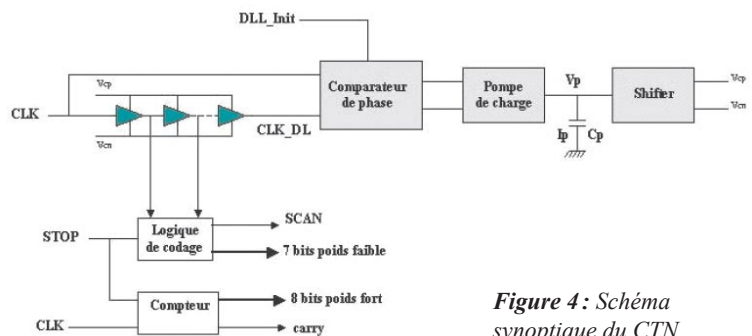 DLL_Init
Vcp
CLK
Vcn
CLK_DL
Comparateur
de phase
Pompe
de charge
Vp
Ip
Cp
Shifter
Vcp
Vcn
STOP
Logique
de codage
SCAN
7 bits poids faible
CLK
Compteur
8 bits poids fort
carry
Figure 4 : Schéma
synoptique du CTN